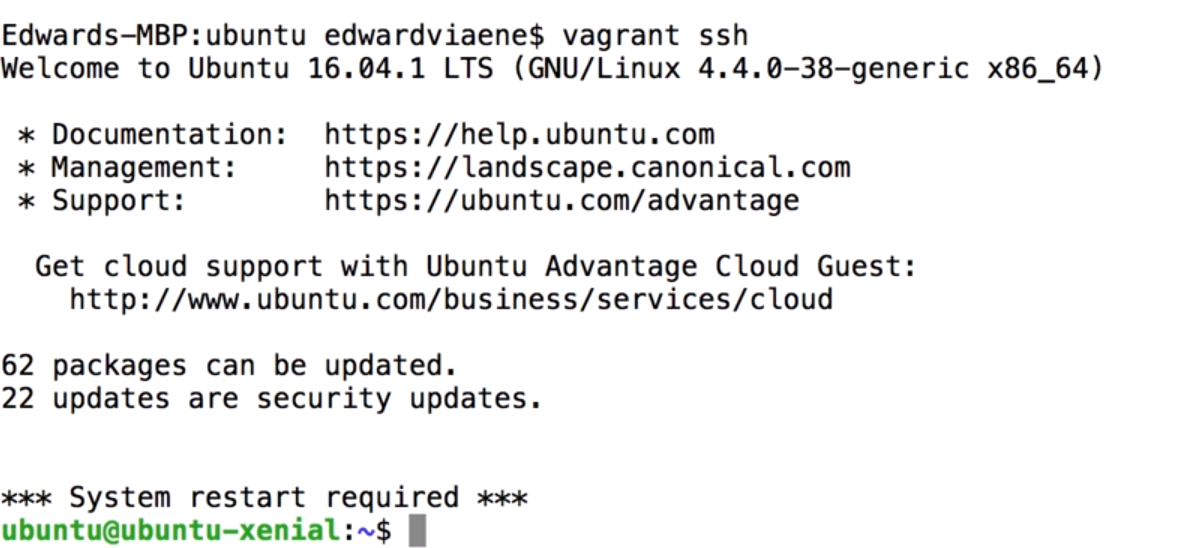 Edwards-MBP:ubuntu edwardviaene$ vagrant ssh
Welcome to Ubuntu 16.04.1 LTS (GNU/Linux 4.4.0-38-generic x86_64)
* Documentation: https://help.ubuntu.com
* Management: https://landscape.canonical.com
* Support: https://ubuntu.com/advantage
Get cloud support with Ubuntu Advantage Cloud Guest:
http://www.ubuntu.com/business/services/cloud
62 packages can be updated.
22 updates are security updates.
*** System restart required ***
ubuntu@ubuntu-xenial:~$